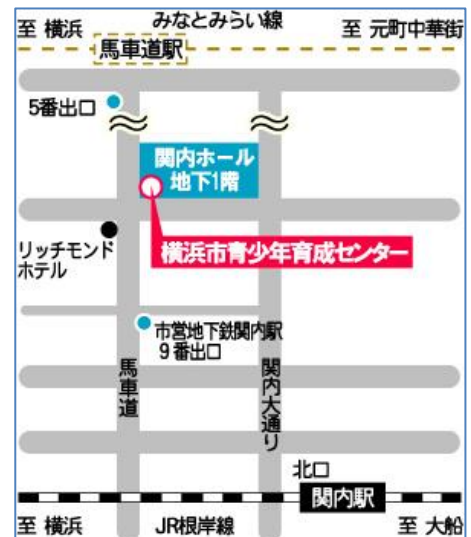 みなとみらい線
至 横浜
至 元町中華街
馬車道駅
5番出口
関内ホール
地下1階
リッチモンド
ホテル
横浜市青少年育成センター
市営地下鉄関内駅
9番出口
馬車道
関内大通り
北口
関内駅
至 横浜
JR根岸線
至 大船